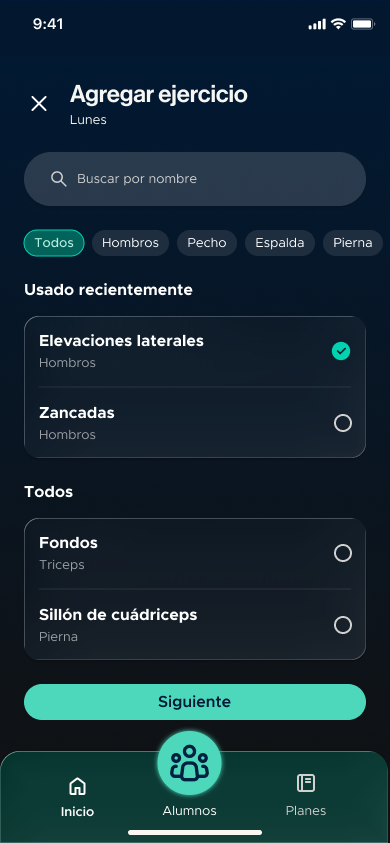 9:41
Agregar ejercicio
Lunes
Buscar por nombre
Todos Hombros Pecho Espalda Pierna
Usado recientemente
Elevaciones laterales
Hombros
Zancadas
Hombros
Todos
Fondos
Triceps
Sillón de cuádriceps
Pierna
Siguiente
Inicio Alumnos Planes